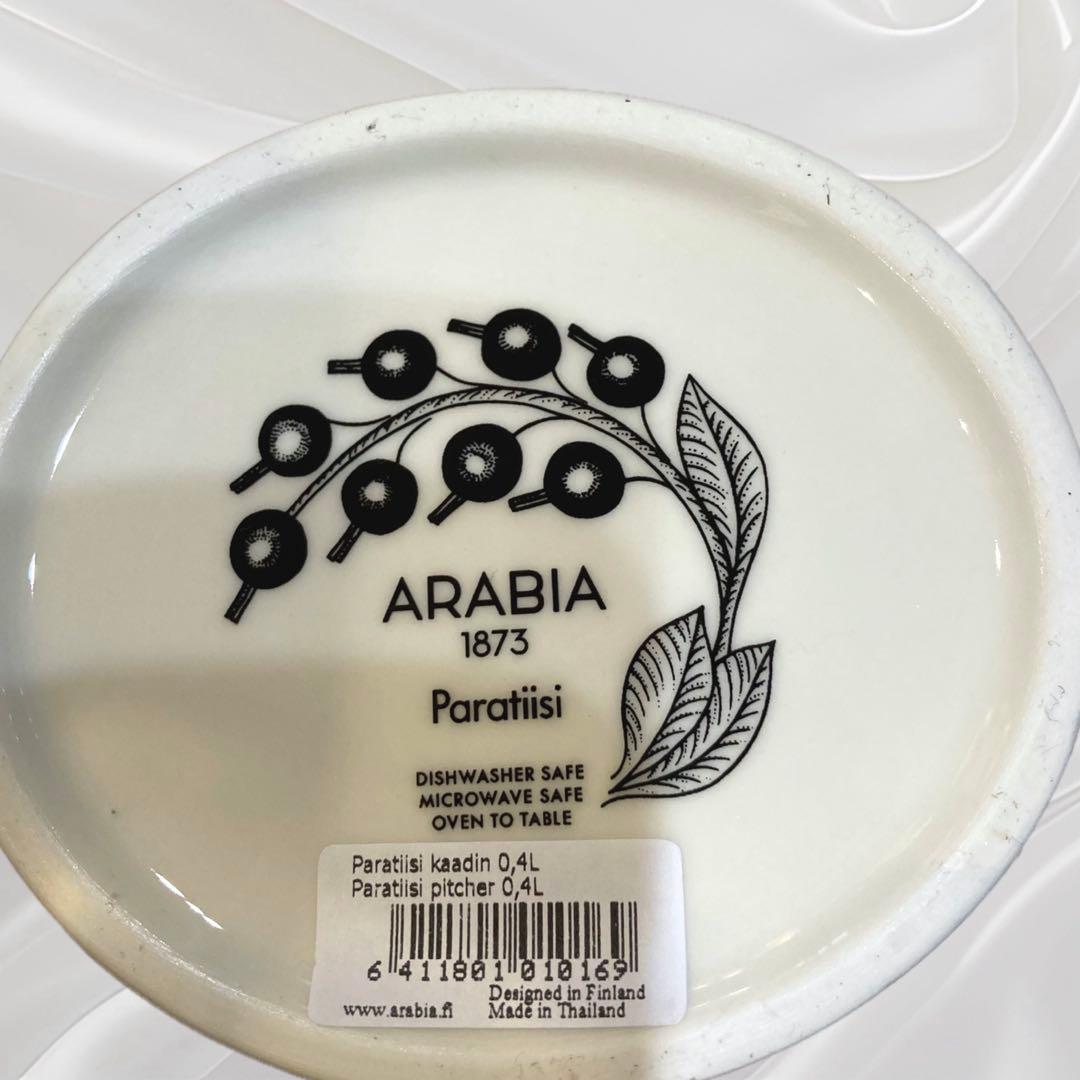 ARABIA
1873
Paratiisi
DISHWASHER SAFE
MICROWAVE SAFE
OVEN TO TABLE
Paratiisi kaadin 0,4L
Paratiisi pitcher 0,4L
6 411801 010169
Designed in Finland
www.arabia.fi Made in Thailand